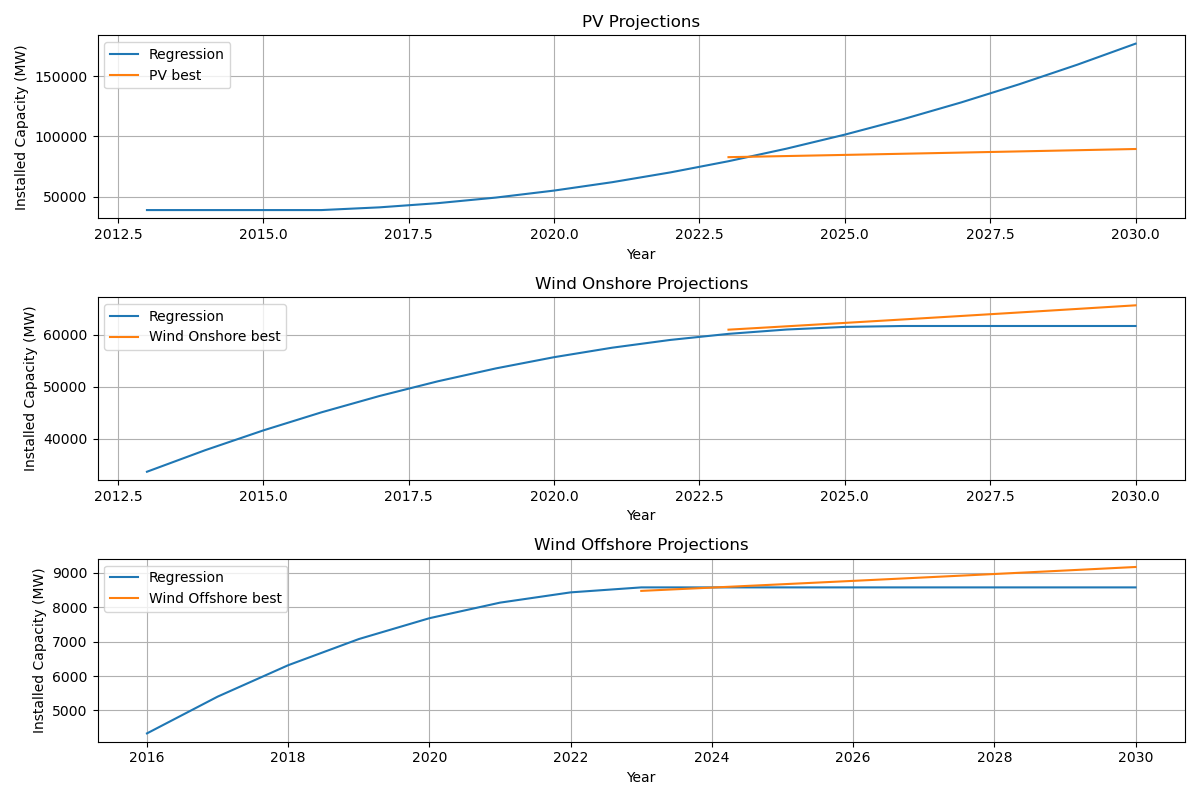 PV Projections
Installed Capacity (MW)
Regression
PV best
150000
100000
50000
2012.5 2015.0 2017.5 2020.0 2022.5 2025.0 2027.5 2030.0
Year
Wind Onshore Projections
Installed Capacity (MW)
Regression
Wind Onshore best
60000
50000
40000
2012.5 2015.0 2017.5 2020.0 2022.5 2025.0 2027.5 2030.0
Year
Wind Offshore Projections
Installed Capacity (MW)
Regression
Wind Offshore best
9000
8000
7000
6000
5000
2016 2018 2020 2022 2024 2026 2028 2030
Year